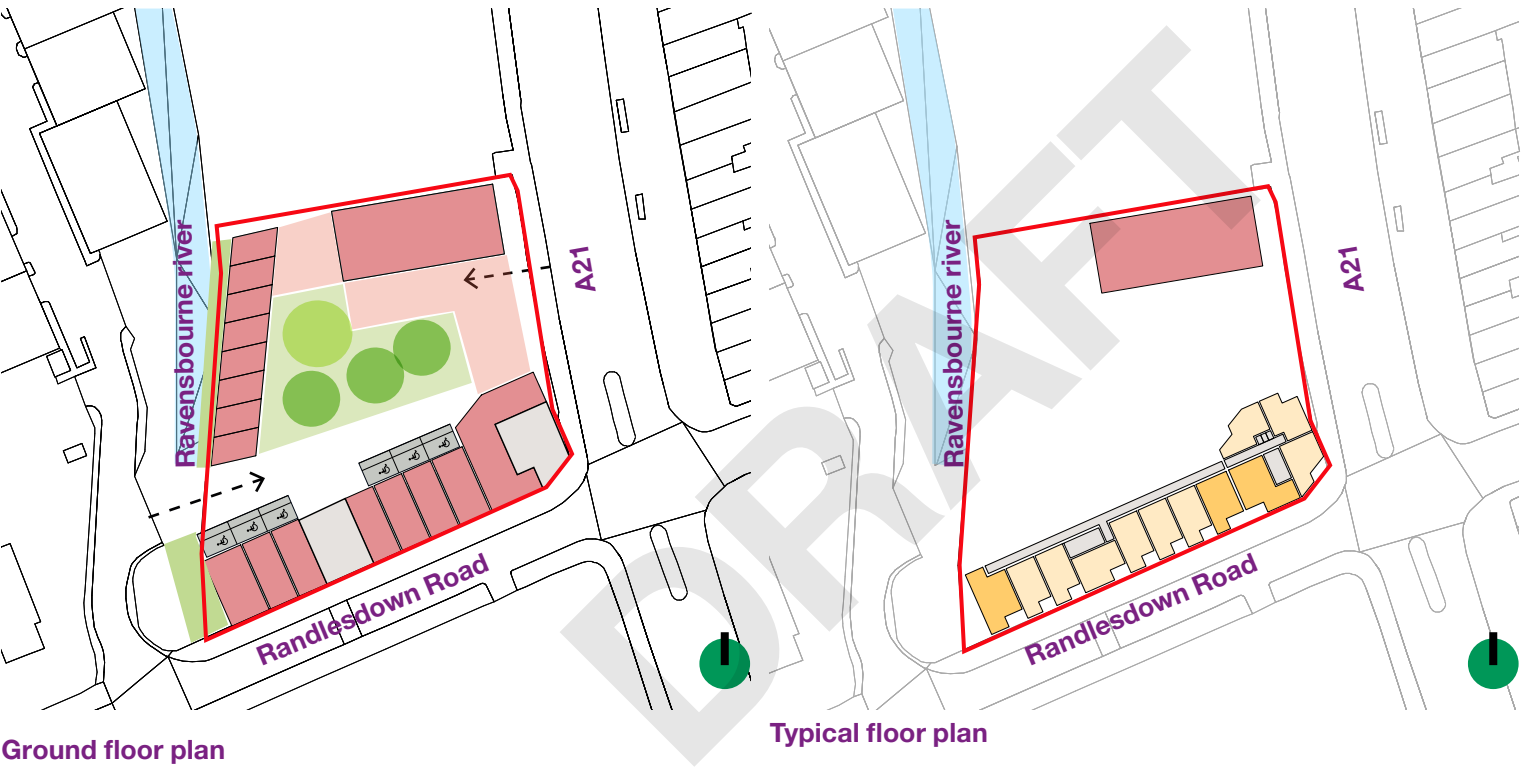 Ravensbourne river
A21
Randlesdown Road
Ground floor plan
DRAFT
Ravensbourne river
A21
Randlesdown Road
Typical floor plan